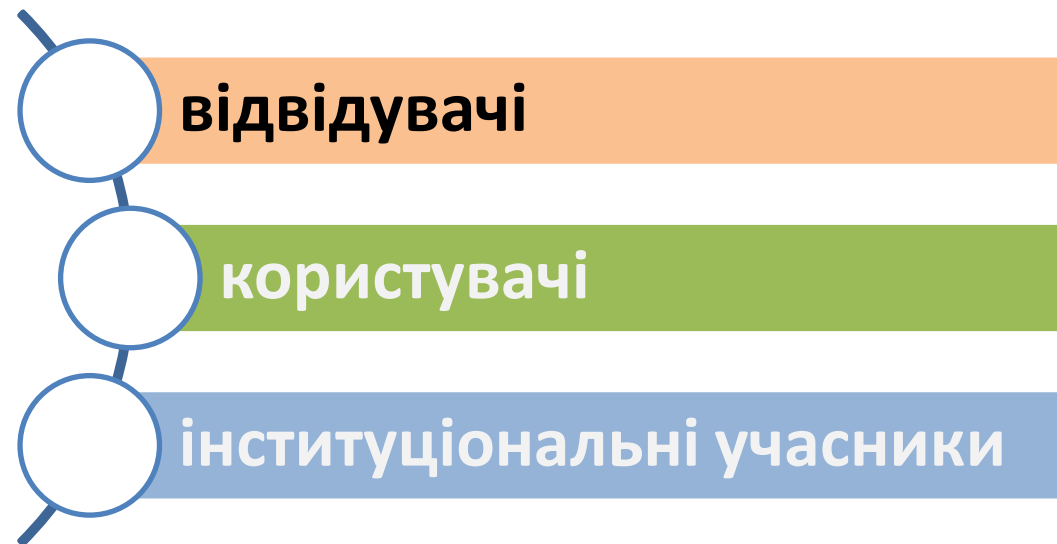 відвідувачі
користувачі
інституціональні учасники